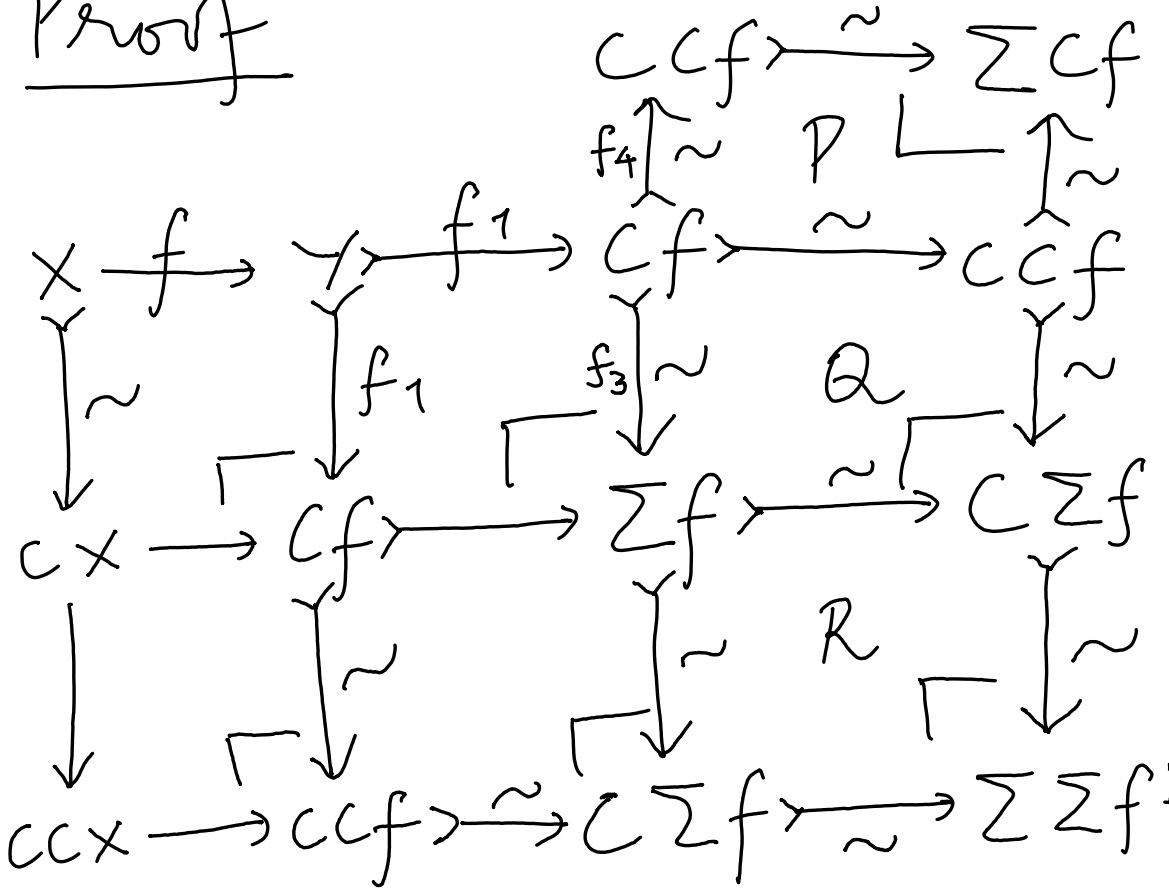 Proof
CCf ∼ ΣCf
f4 ∼ P ∼
X f Y f1 Cf ∼ CCf
∼ f1 f3 ∼ Q ∼
CX Cf Σf ∼ CΣf
∼ ∼ R ∼
CCX CCf ∼ CΣf ∼ ΣΣf